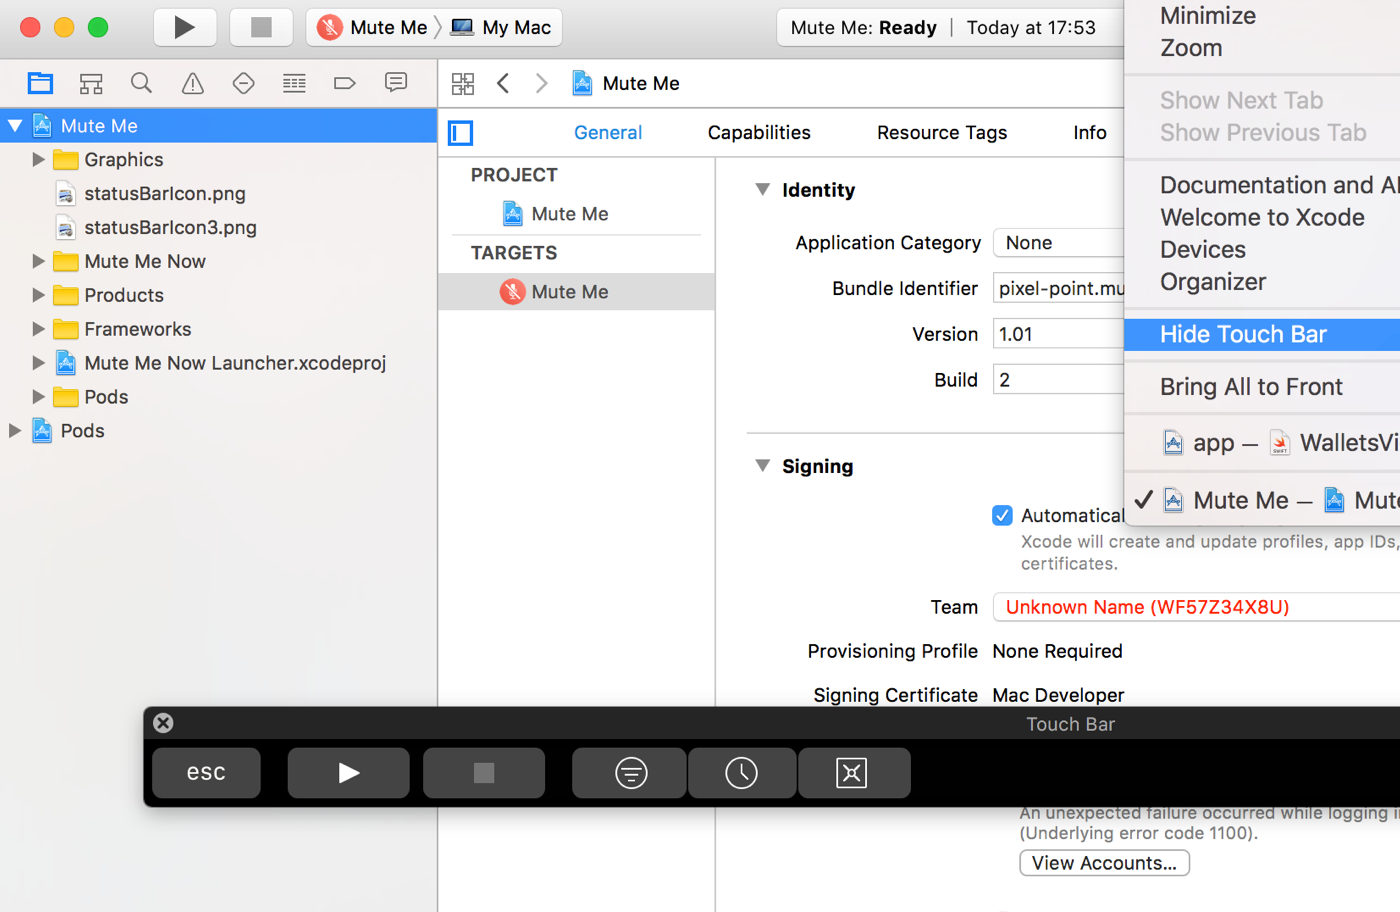 Mute Me
My Mac
Mute Me: Ready | Today at 17:53
Minimize
Zoom
Show Next Tab
Show Previous Tab
Documentation and
Welcome to Xcode
Devices
Organizer
Hide Touch Bar
Bring All to Front
app —
Mute Me —
Mute Me
General
Capabilities
Resource Tags
Info
Mute Me
Graphics
statusBarIcon.png
statusBarIcon3.png
Mute Me Now
Products
Frameworks
Mute Me Now Launcher.xcodeproj
Pods
Pods
PROJECT
Mute Me
TARGETS
Mute Me
Identity
Application Category None
Bundle Identifier pixel-point.mu
Version 1.01
Build 2
Signing
Automatical
Xcode will create and update profiles, app IDs,
certificates.
Team Unknown Name (WF57Z34X8U)
Provisioning Profile None Required
Signing Certificate Mac Developer
Touch Bar
esc
An unexpected failure occurred while logging
(Underlying error code 1100).
View Accounts...